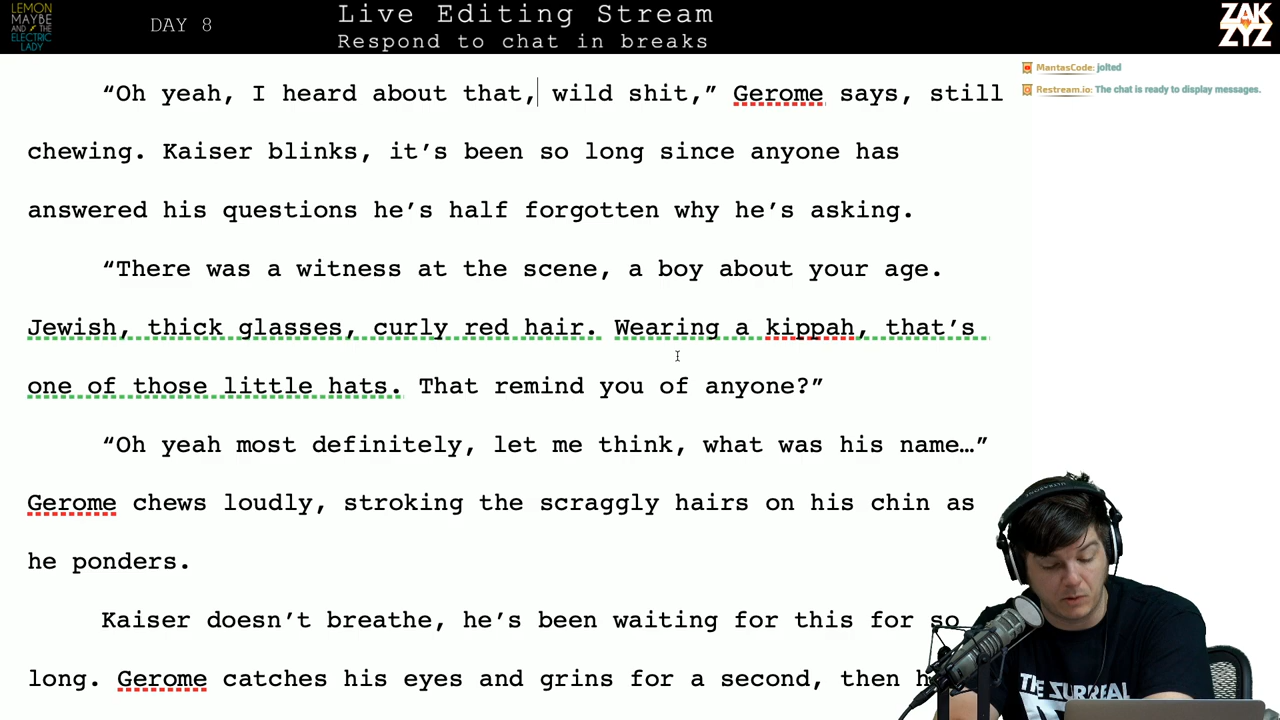 LEMON
MAYBE
AND THE
ELECTRIC
LADY
DAY 8
Live Editing Stream
Respond to chat in breaks
ZAK
ZYZ
MantasCode: jolted
Restream.io: The chat is ready to display messages.
“Oh yeah, I heard about that, wild shit,” Gerome says, still
chewing. Kaiser blinks, it’s been so long since anyone has
answered his questions he’s half forgotten why he’s asking.
“There was a witness at the scene, a boy about your age.
Jewish, thick glasses, curly red hair. Wearing a kippah, that’s
one of those little hats. That remind you of anyone?”
“Oh yeah most definitely, let me think, what was his name…”
Gerome chews loudly, stroking the scraggly hairs on his chin as
he ponders.
Kaiser doesn’t breathe, he’s been waiting for this for so
long. Gerome catches his eyes and grins for a second, then
THE SURREAL